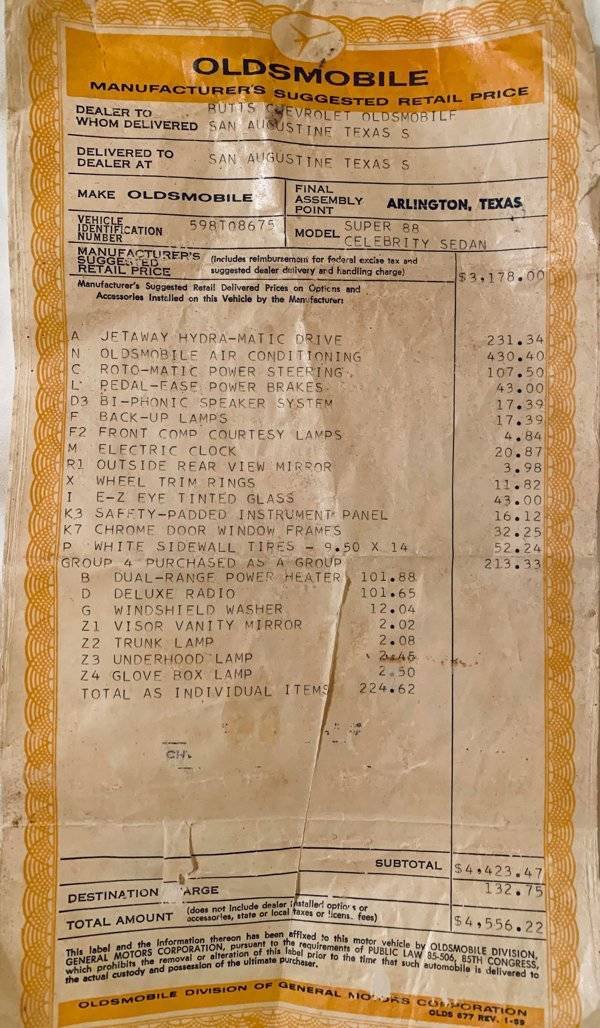 OLDSMOBILE
MANUFACTURER'S SUGGESTED RETAIL PRICE
DEALER TO WHOM DELIVERED BUTTS CHEVROLET OLDSMOBILE
SAN AUGUSTINE TEXAS S
DELIVERED TO DEALER AT SAN AUGUSTINE TEXAS S
MAKE OLDSMOBILE FINAL ASSEMBLY POINT ARLINGTON, TEXAS
VEHICLE IDENTIFICATION NUMBER 598T08675 MODEL SUPER 88
CELEBRITY SEDAN
MANUFACTURER'S SUGGESTED RETAIL PRICE (Includes reimbursement for federal excise tax and suggested dealer delivery and handling charge) $3,178.00
Manufacturer's Suggested Retail Delivered Prices on Options and
Accessories Installed on this Vehicle by the Manufacturer:
A JETAWAY HYDRA-MATIC DRIVE 231.34
N OLDSMOBILE AIR CONDITIONING 430.40
C ROTO-MATIC POWER STEERING 107.50
L PEDAL-EASE POWER BRAKES 43.00
D3 BI-PHONIC SPEAKER SYSTEM 17.39
F BACK-UP LAMPS 17.39
F2 FRONT COMP COURTESY LAMPS 4.84
M ELECTRIC CLOCK 20.87
R1 OUTSIDE REAR VIEW MIRROR 3.98
X WHEEL TRIM RINGS 11.82
I E-Z EYE TINTED GLASS 43.00
K3 SAFETY-PADDED INSTRUMENT PANEL 16.12
K7 CHROME DOOR WINDOW FRAMES 32.25
P WHITE SIDEWALL TIRES - 9.50 X 14 52.24
GROUP 4 PURCHASED AS A GROUP 213.33
B DUAL-RANGE POWER HEATER 101.88
D DELUXE RADIO 101.65
G WINDSHIELD WASHER 12.04
Z1 VISOR VANITY MIRROR 2.02
Z2 TRUNK LAMP 2.08
Z3 UNDERHOOD LAMP 2.45
Z4 GLOVE BOX LAMP 2.50
TOTAL AS INDIVIDUAL ITEMS 224.62
SUBTOTAL $4,423.47
DESTINATION ARGE 132.75
TOTAL AMOUNT (does not include dealer installed options or accessories, state or local taxes or licens. fees) $4,556.22
This label and the information thereon has been affixed to this motor vehicle by OLDSMOBILE DIVISION,
GENERAL MOTORS CORPORATION, pursuant to the requirements of PUBLIC LAW 85-506, 85TH CONGRESS,
which prohibits the removal or alteration of this label prior to the time that such automobile is delivered to
the actual custody and possession of the ultimate purchaser.
OLDSMOBILE DIVISION OF GENERAL MOTORS CORPORATION
OLDS 677 REV. 1-59